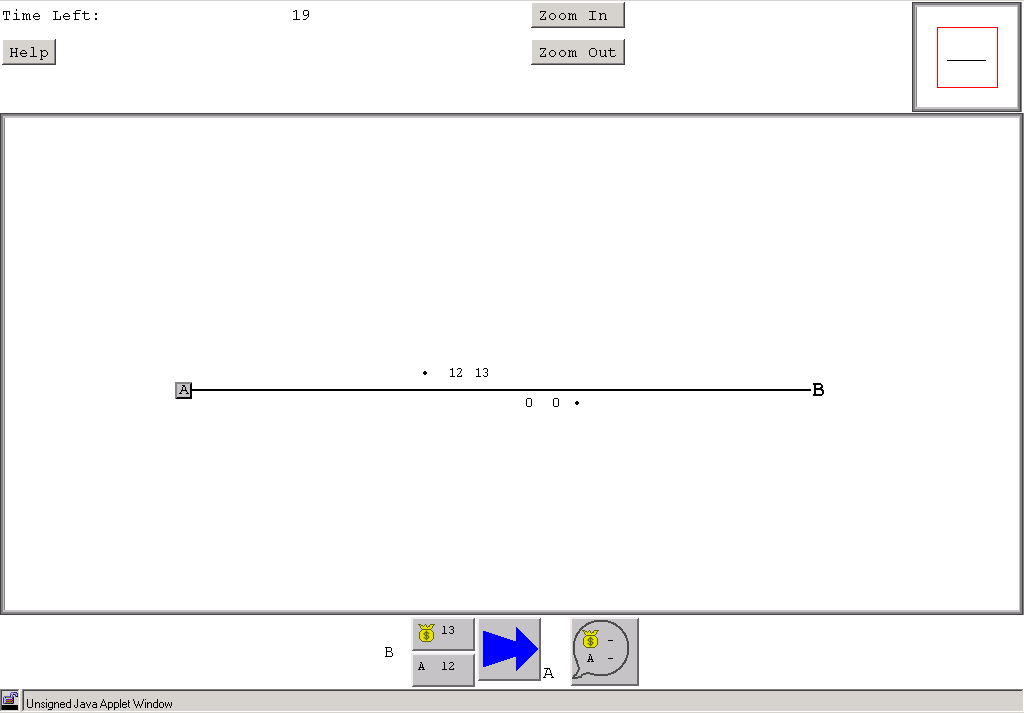 Time Left: 19
Zoom In
Help
Zoom Out
12 13
A
B
0 0
13
B
A 12
A
$ -
A -
Unsigned Java Applet Window